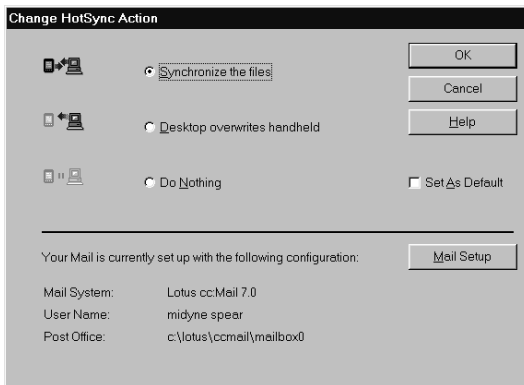 Change HotSync Action
Synchronize the files
OK
Cancel
Desktop overwrites handheld
Help
Do Nothing
Set As Default
Your Mail is currently set up with the following configuration:
Mail Setup
Mail System: Lotus cc:Mail 7.0
User Name: midyne spear
Post Office: c:\lotus\ccmail\mailbox0